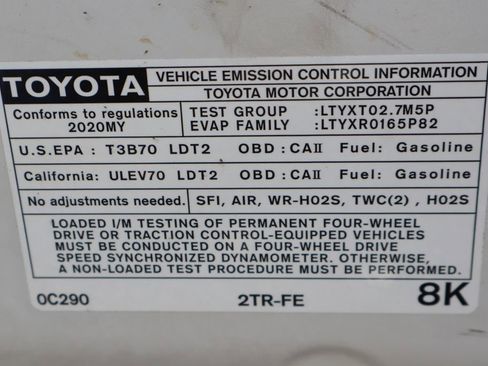 TOYOTA
VEHICLE EMISSION CONTROL INFORMATION
TOYOTA MOTOR CORPORATION
Conforms to regulations
2020MY
TEST GROUP :LTYXT02.7M5P
EVAP FAMILY :LTYXR0165P82
U.S.EPA : T3B70 LDT2 OBD : CAII Fuel: Gasoline
California: ULEV70 LDT2 OBD : CAII Fuel: Gasoline
No adjustments needed. SFI, AIR, WR-HO2S, TWC(2) , HO2S
LOADED I/M TESTING OF PERMANENT FOUR-WHEEL
DRIVE OR TRACTION CONTROL-EQUIPPED VEHICLES
MUST BE CONDUCTED ON A FOUR-WHEEL DRIVE
SPEED SYNCHRONIZED DYNAMOMETER. OTHERWISE,
A NON-LOADED TEST PROCEDURE MUST BE PERFORMED.
0C290 2TR-FE 8K